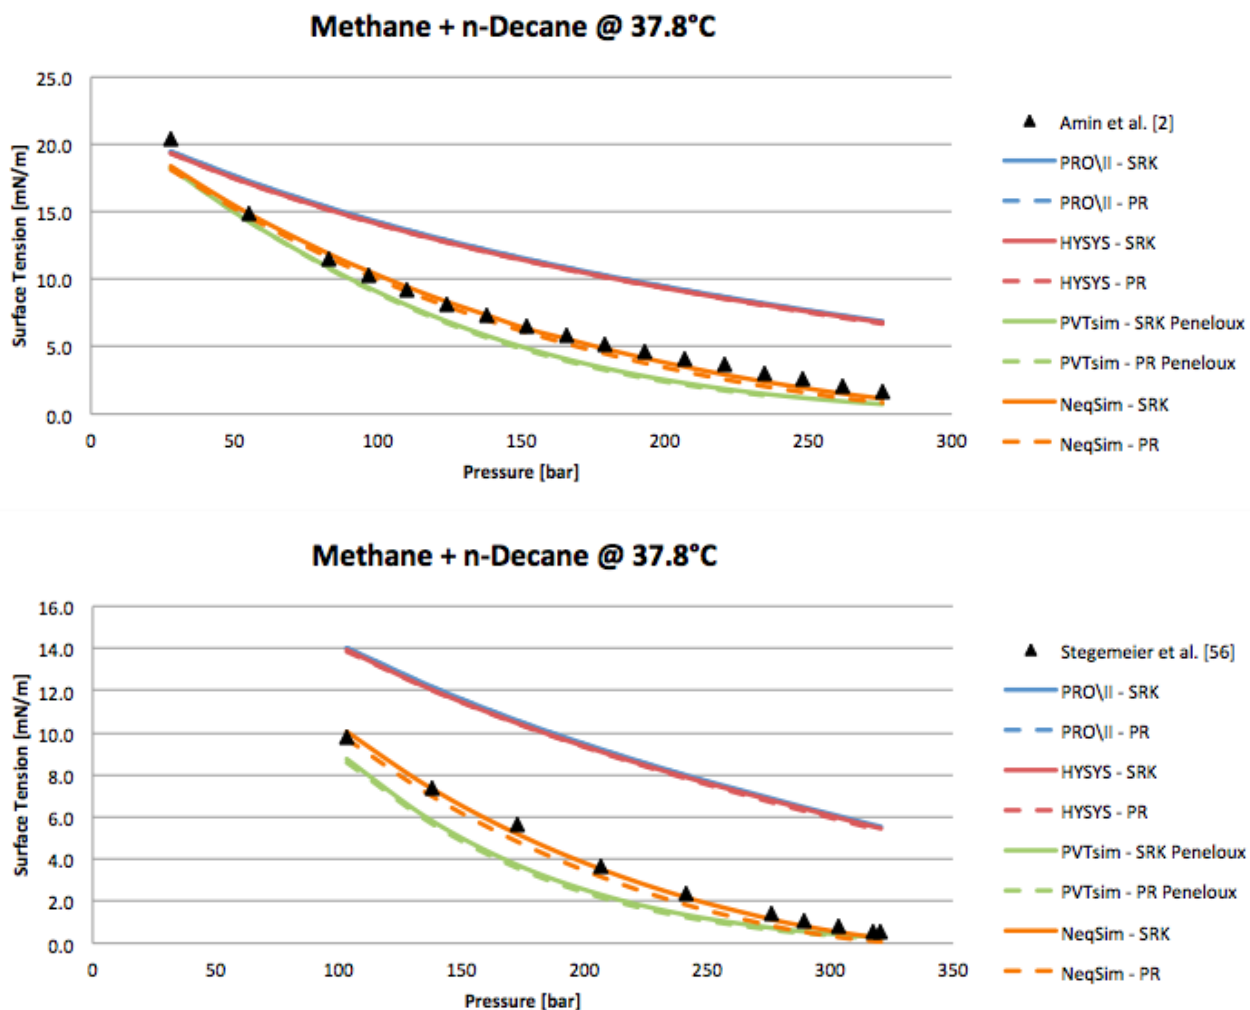 Methane + n-Decane @ 37.8°C
25.0
20.0
15.0
10.0
5.0
0.0
Surface Tension [mN/m]
0 50 100 150 200 250 300
Pressure [bar]
Amin et al. [2]
PRO\II - SRK
PRO\II - PR
HYSYS - SRK
HYSYS - PR
PVTsim - SRK Peneloux
PVTsim - PR Peneloux
NeqSim - SRK
NeqSim - PR
Methane + n-Decane @ 37.8°C
16.0
14.0
12.0
10.0
8.0
6.0
4.0
2.0
0.0
Surface Tension [mN/m]
0 50 100 150 200 250 300 350
Pressure [bar]
Stegemeier et al. [56]
PRO\II - SRK
PRO\II - PR
HYSYS - SRK
HYSYS - PR
PVTsim - SRK Peneloux
PVTsim - PR Peneloux
NeqSim - SRK
NeqSim - PR